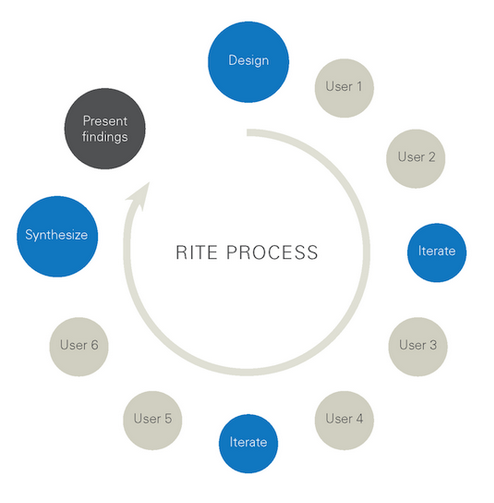 Design
User 1
User 2
Iterate
User 3
User 4
Iterate
User 5
User 6
Synthesize
Present
findings
RITE PROCESS